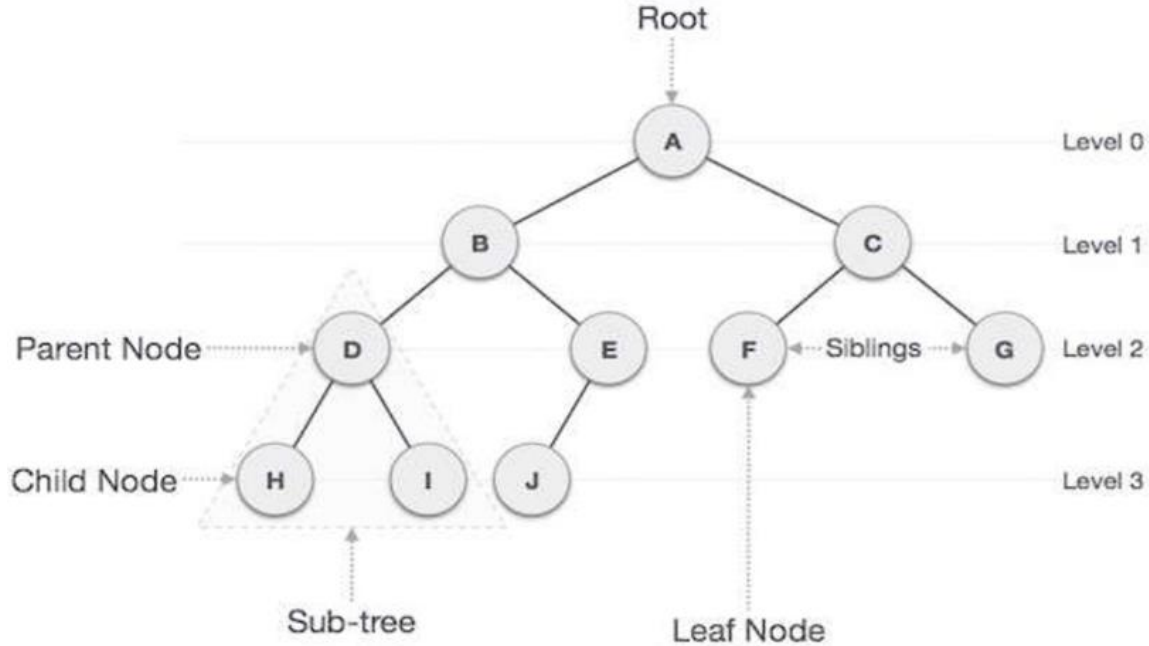 Root
A
Level 0
B
C
Level 1
Parent Node
D
E
F
Siblings
G
Level 2
Child Node
H
I
J
Level 3
Sub-tree
Leaf Node